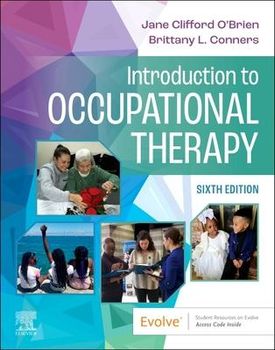 Jane Clifford O'Brien
Brittany L. Conners
Introduction to
OCCUPATIONAL
THERAPY
SIXTH EDITION
ELSEVIER
Evolve
Student Resources on Evolve
Access Code Inside